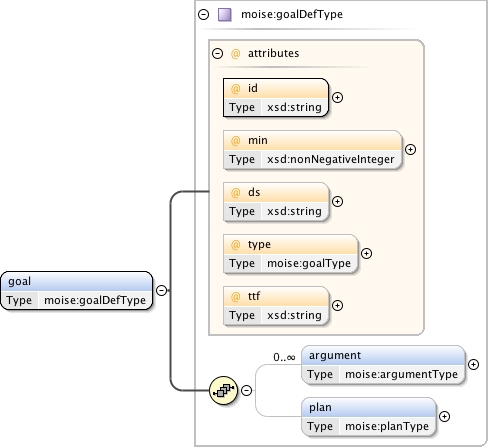 moise:goalDefType
@ attributes
@ id
Type xsd:string
@ min
Type xsd:nonNegativeInteger
@ ds
Type xsd:string
@ type
Type moise:goalType
goal
Type moise:goalDefType
@ ttf
Type xsd:string
0..∞
argument
Type moise:argumentType
plan
Type moise:planType